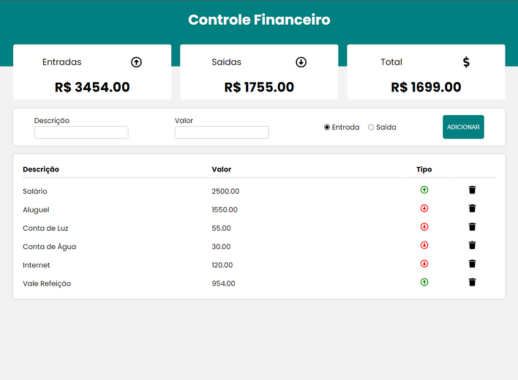 Controle Financeiro
Entradas Saídas Total $
R$ 3454.00 R$ 1755.00 R$ 1699.00
Descrição Valor
Entrada Saída ADICIONAR
Descrição Valor Tipo
Salário 2500.00
Aluguel 1550.00
Conta de Luz 55.00
Conta de Água 30.00
Internet 120.00
Vale Refeição 954.00